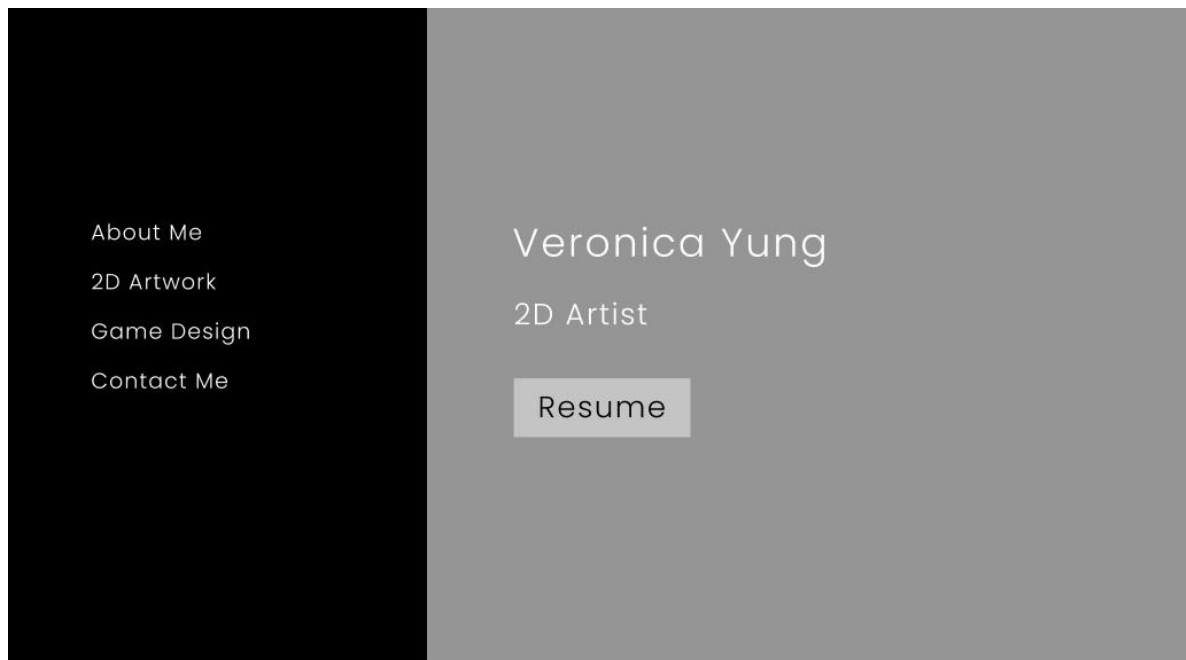 About Me
2D Artwork
Game Design
Contact Me
Veronica Yung
2D Artist
Resume